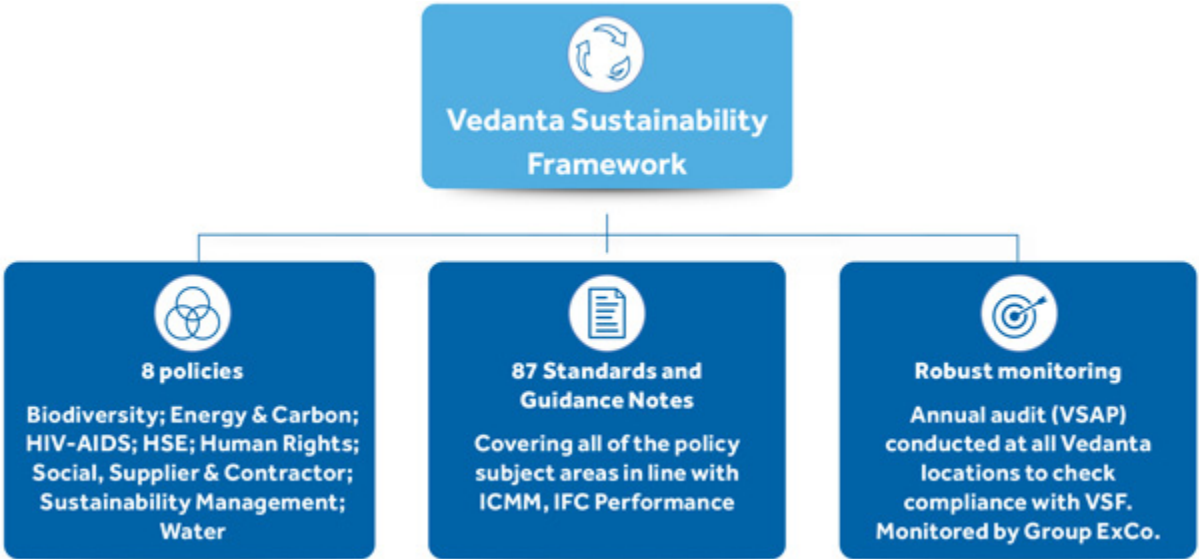 Vedanta Sustainability
Framework
8 policies
Biodiversity; Energy & Carbon;
HIV-AIDS; HSE; Human Rights;
Social, Supplier & Contractor;
Sustainability Management;
Water
87 Standards and
Guidance Notes
Covering all of the policy
subject areas in line with
ICMM, IFC Performance
Robust monitoring
Annual audit (VSAP)
conducted at all Vedanta
locations to check
compliance with VSF.
Monitored by Group ExCo.